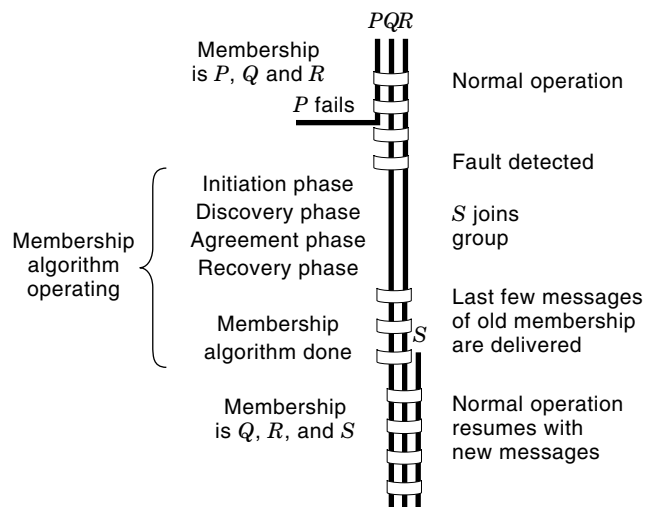 PQR
Membership
is P, Q and R
Normal operation
P fails
Fault detected
Initiation phase
Discovery phase
Agreement phase
Recovery phase
S joins
group
Membership
algorithm
operating
Last few messages
of old membership
are delivered
Membership
algorithm done
S
Membership
is Q, R, and S
Normal operation
resumes with
new messages